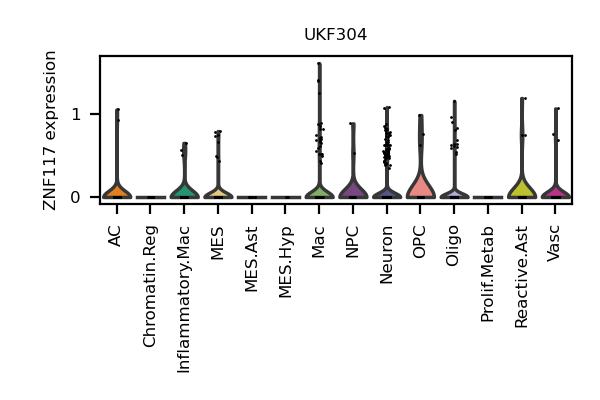 UKF304
ZNF117 expression
1
0
AC
Chromatin.Reg
Inflammatory.Mac
MES
MES.Ast
MES.Hyp
Mac
NPC
Neuron
OPC
Oligo
Prolif.Metab
Reactive.Ast
Vasc